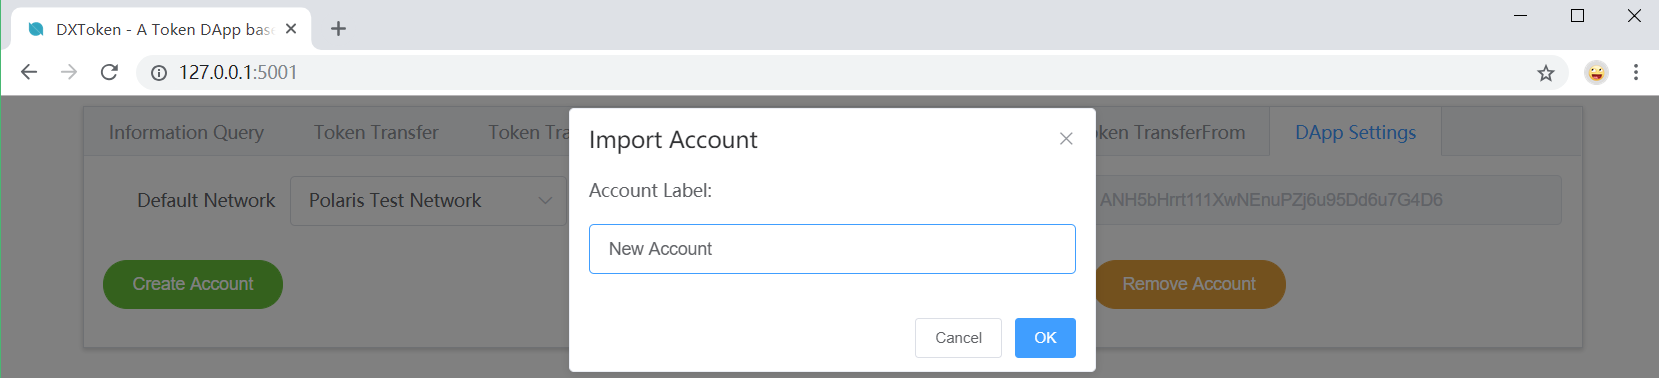 DXToken - A Token DApp bas
127.0.0.1:5001
Information Query
Token Transfer
Token Tra
ken TransferFrom
DApp Settings
Import Account
Account Label:
New Account
Cancel
OK
Default Network
Polaris Test Network
ANH5bHrrt111XwNEnuPZj6u95Dd6u7G4D6
Create Account
Remove Account